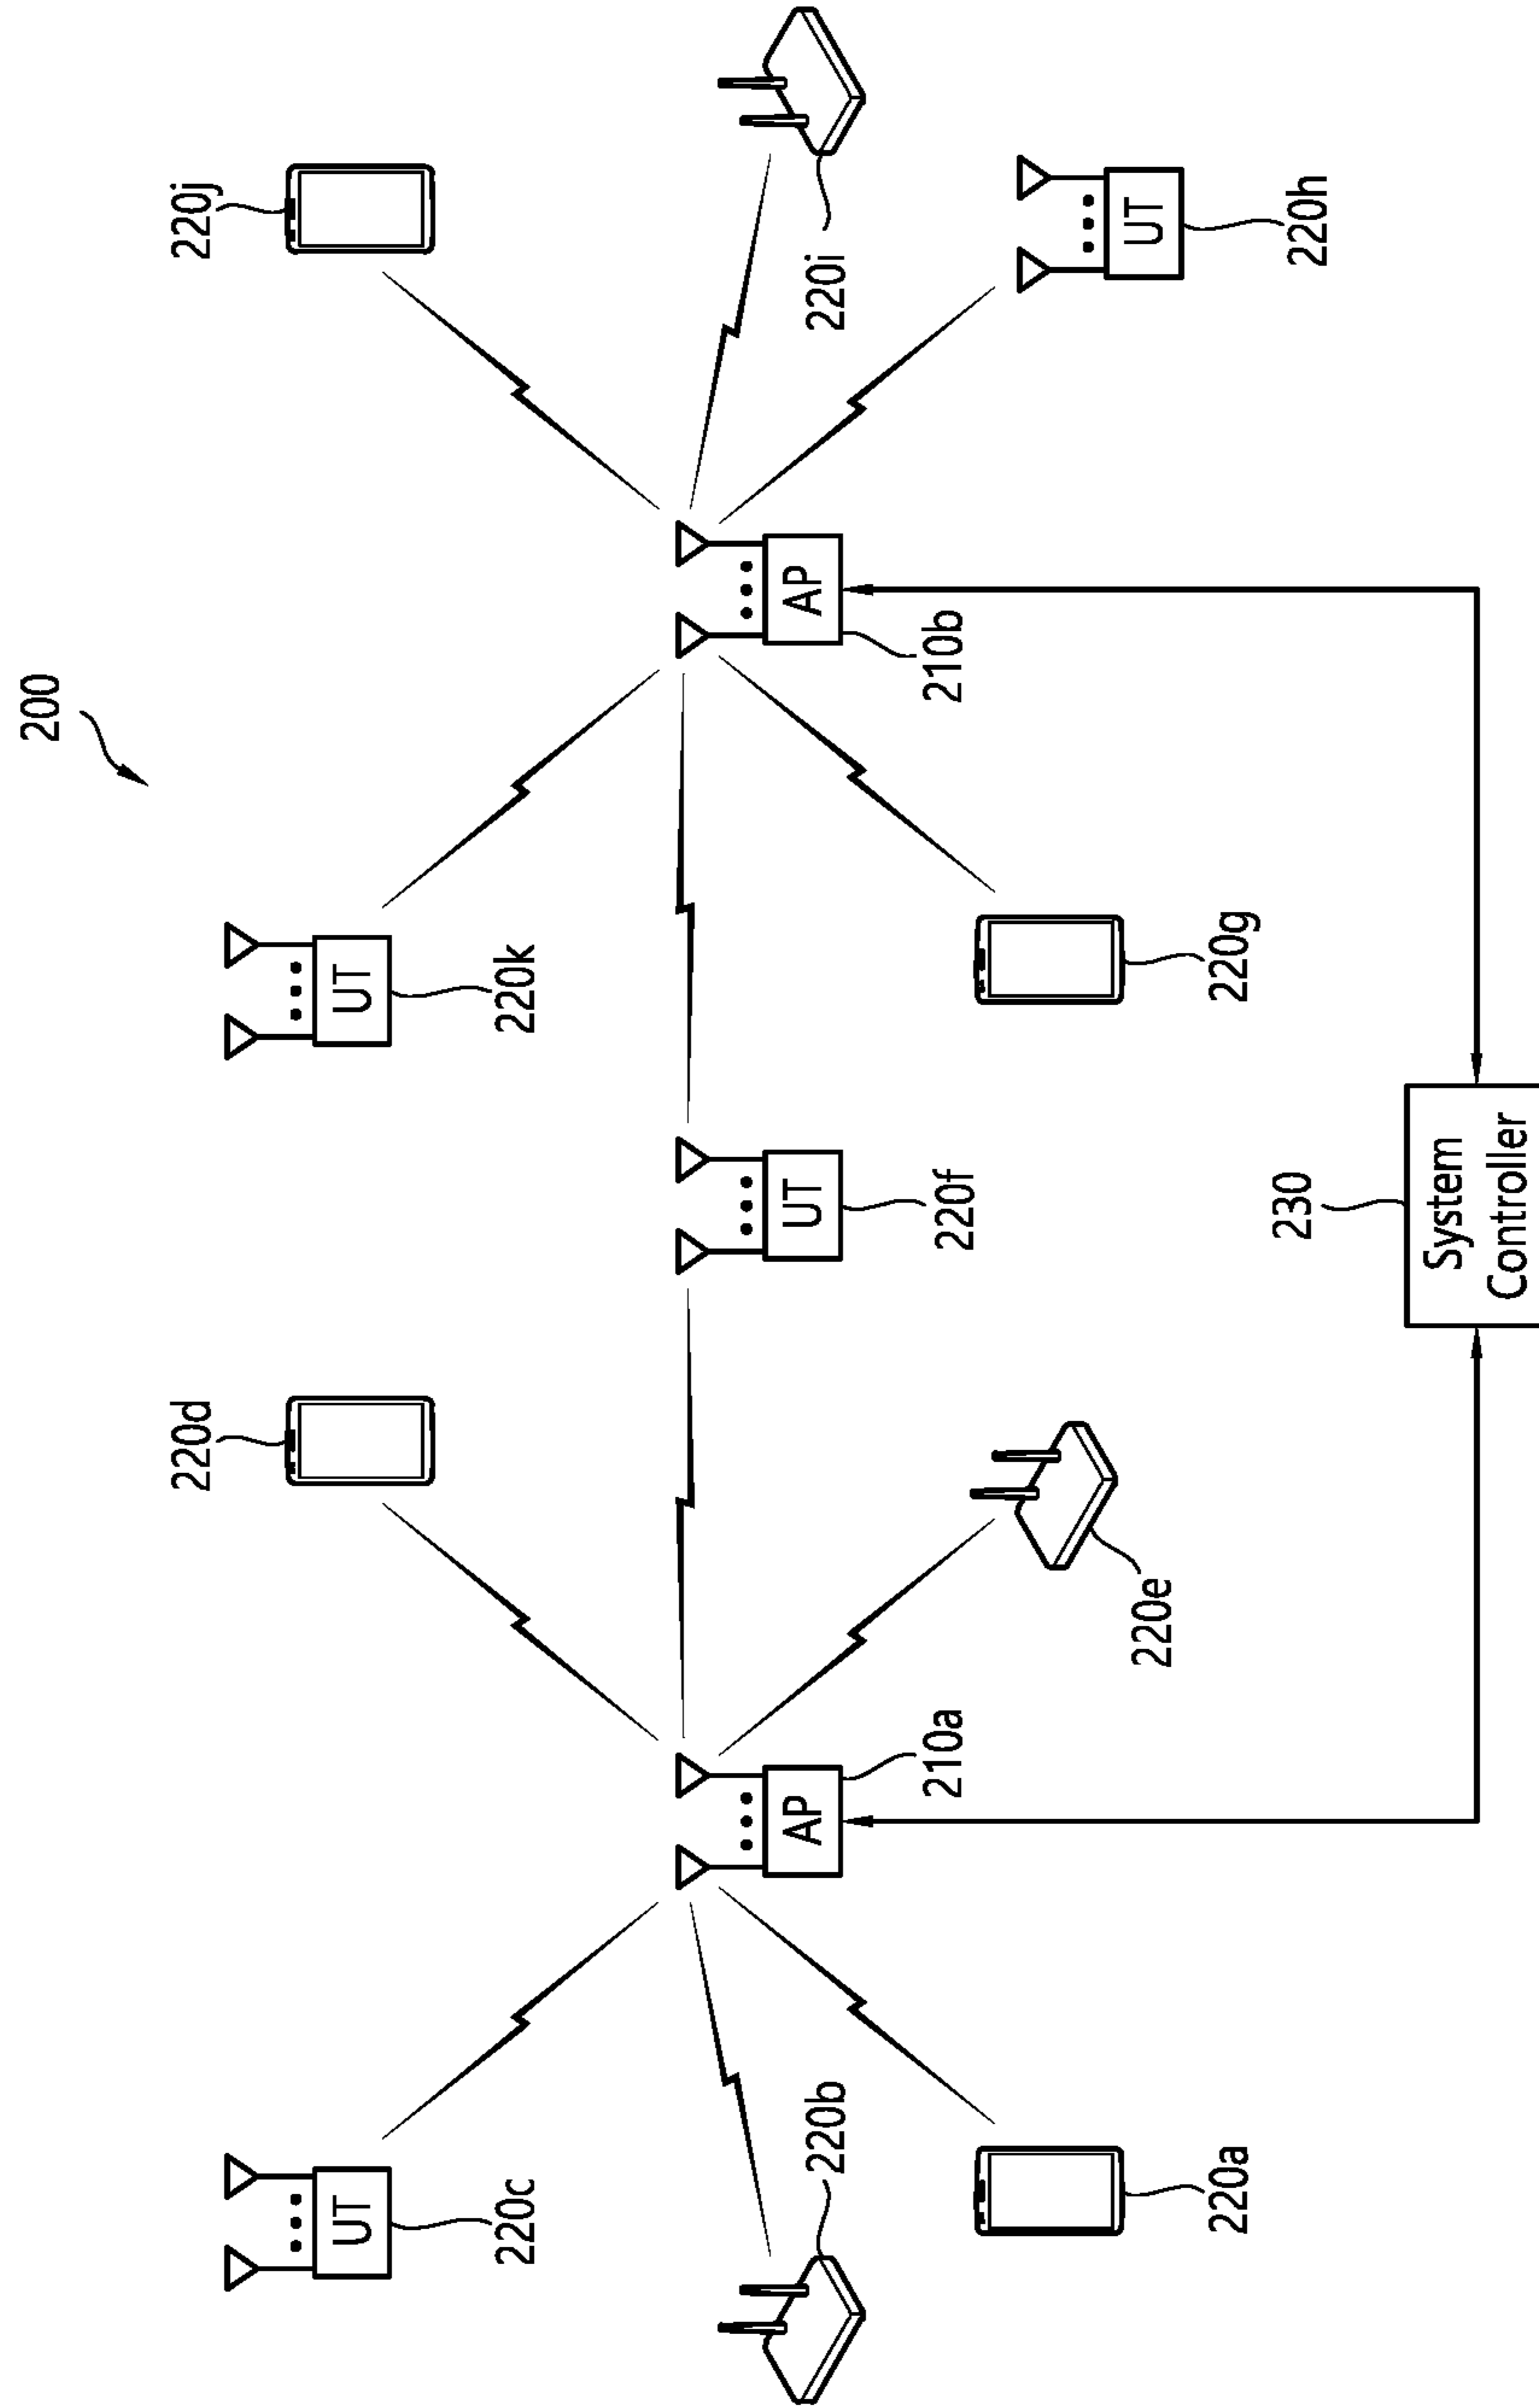 200
220c
UT
220d
220k
UT
220j
220b
AP
210a
UT
220f
AP
210b
220i
220a
220e
220g
UT
220h
230
System
Controller